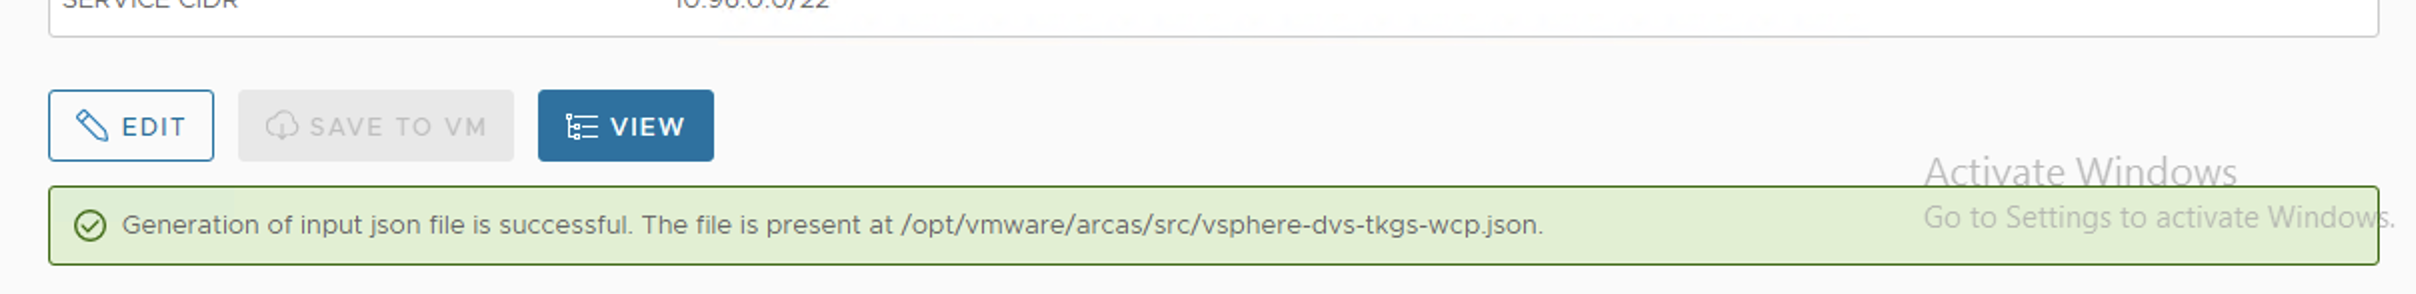 SERVICE CIDR 10.96.0.0/22
EDIT SAVE TO VM VIEW
Activate Windows
Generation of input json file is successful. The file is present at /opt/vmware/arcas/src/vsphere-dvs-tkgs-wcp.json.
Go to Settings to activate Windows.